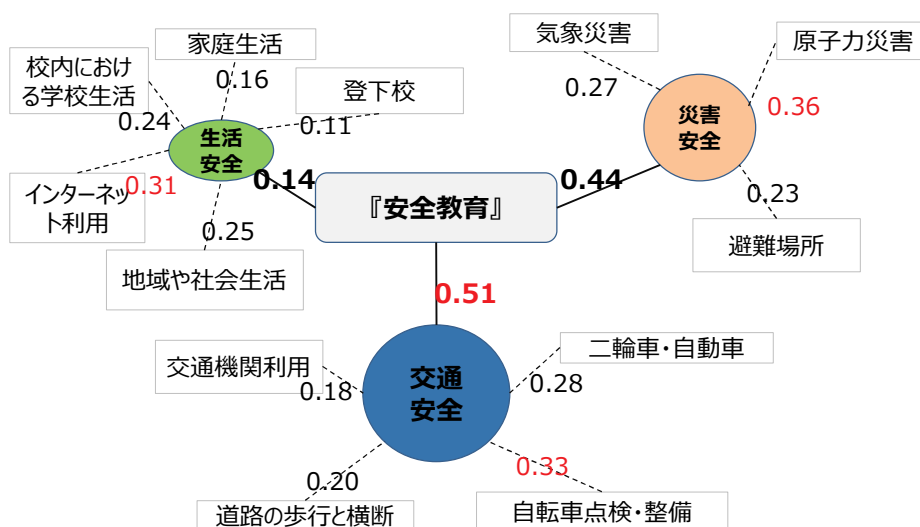 家庭生活
0.16
校内におけ
る学校生活
0.24
登下校
0.11
生活
安全
インターネッ
ト利用
0.31
0.25
地域や社会生活
0.14
『安全教育』
0.44
気象災害
0.27
原子力災害
0.36
災害
安全
0.23
避難場所
0.51
交通機関利用
0.18
交通
安全
二輪車・自動車
0.28
0.20
道路の歩行と横断
0.33
自転車点検・整備